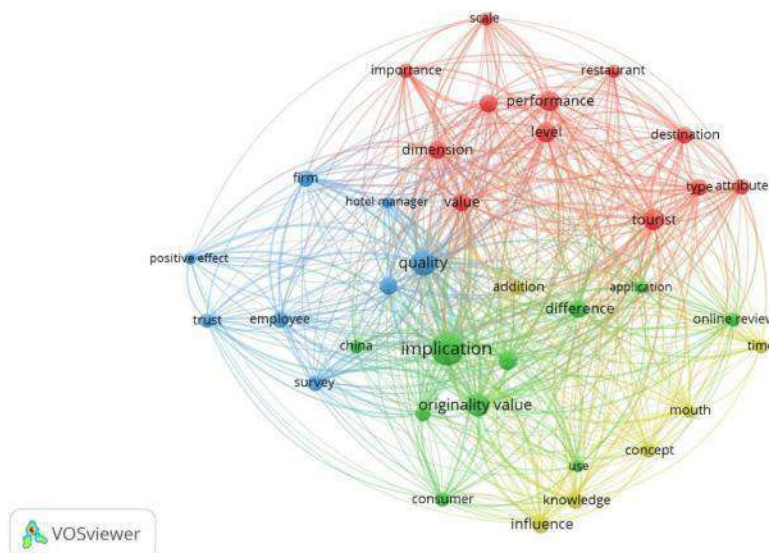 scale
importance
restaurant
performance
level
destination
dimension
firm
type
attribute
hotel manager
value
tourist
positive effect
quality
addition
application
difference
trust
employee
online review
china
implication
time
survey
originality value
mouth
concept
use
consumer
knowledge
influence
VOSviewer